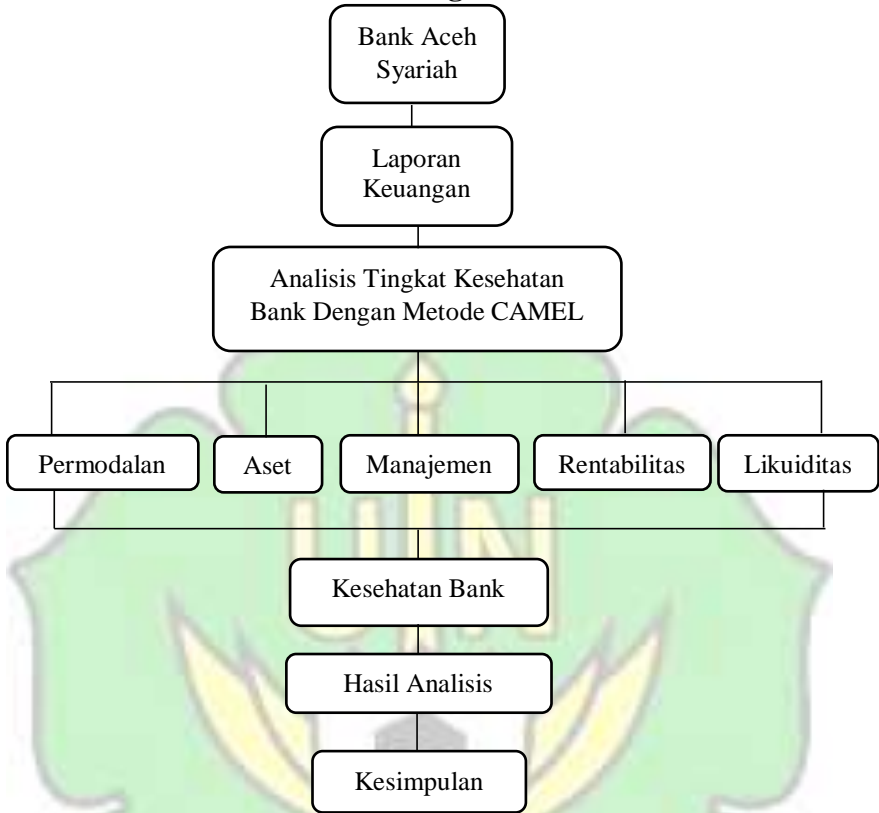 Bank Aceh
Syariah
Laporan
Keuangan
Analisis Tingkat Kesehatan
Bank Dengan Metode CAMEL
Permodalan
Aset
Manajemen
Rentabilitas
Likuiditas
UIN
Kesehatan Bank
Hasil Analisis
Kesimpulan